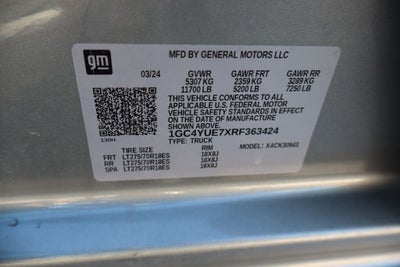 gm
MFD BY GENERAL MOTORS LLC
03/24 GVWR GAWR FRT GAWR RR
5307 KG 2359 KG 3289 KG
11700 LB 5200 LB 7250 LB
THIS VEHICLE CONFORMS TO ALL
APPLICABLE U.S. FEDERAL MOTOR
VEHICLE SAFETY STANDARDS IN EFFECT
ON THE DATE OF MANUFACTURE
SHOWN ABOVE.
1GC4YUE7XRF363424
TYPE: TRUCK MODEL: X4CK30943
TIRE SIZE RIM
FRT LT275/70R18ES 18X8J
RR LT275/70R18ES 18X8J
SPA LT275/70R18ES 18X8J